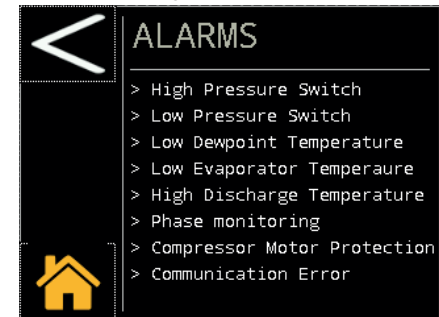 ALARMS
> High Pressure Switch
> Low Pressure Switch
> Low Dewpoint Temperature
> Low Evaporator Temperaure
> High Discharge Temperature
> Phase monitoring
> Compressor Motor Protection
> Communication Error